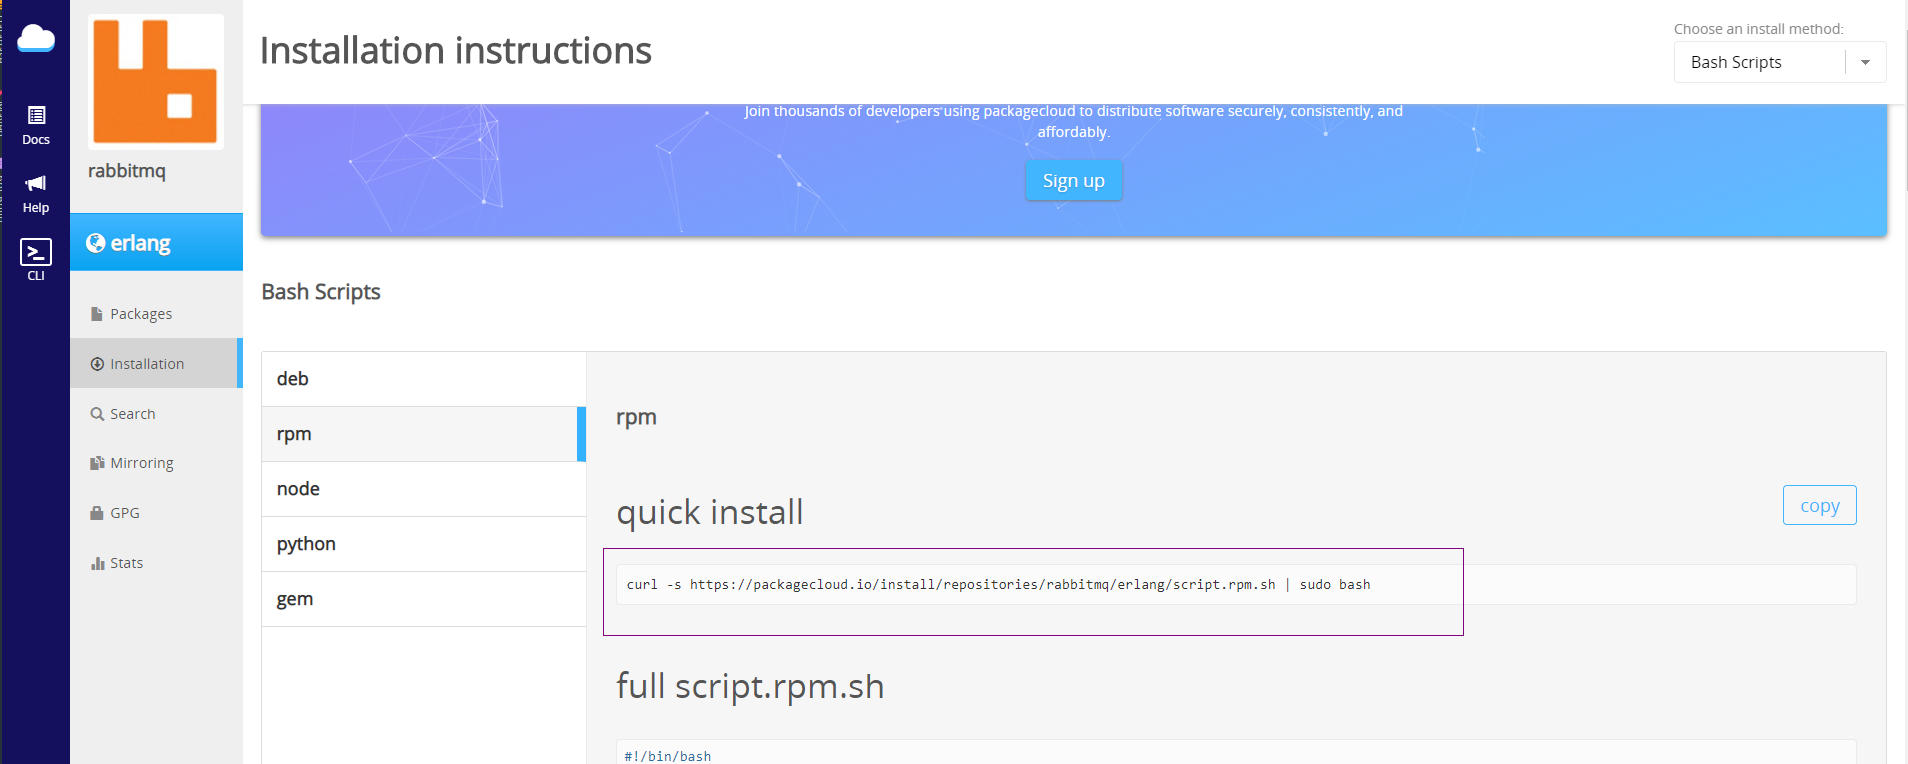 Docs
Help
CLI
rabbitmq
erlang
Packages
Installation
Search
Mirroring
GPG
Stats
Installation instructions
Choose an install method:
Bash Scripts
Join thousands of developers using packagecloud to distribute software securely, consistently, and
affordably.
Sign up
Bash Scripts
deb
rpm
node
python
gem
rpm
quick install
copy
curl -s https://packagecloud.io/install/repositories/rabbitmq/erlang/script.rpm.sh | sudo bash
full script.rpm.sh
#!/bin/bash